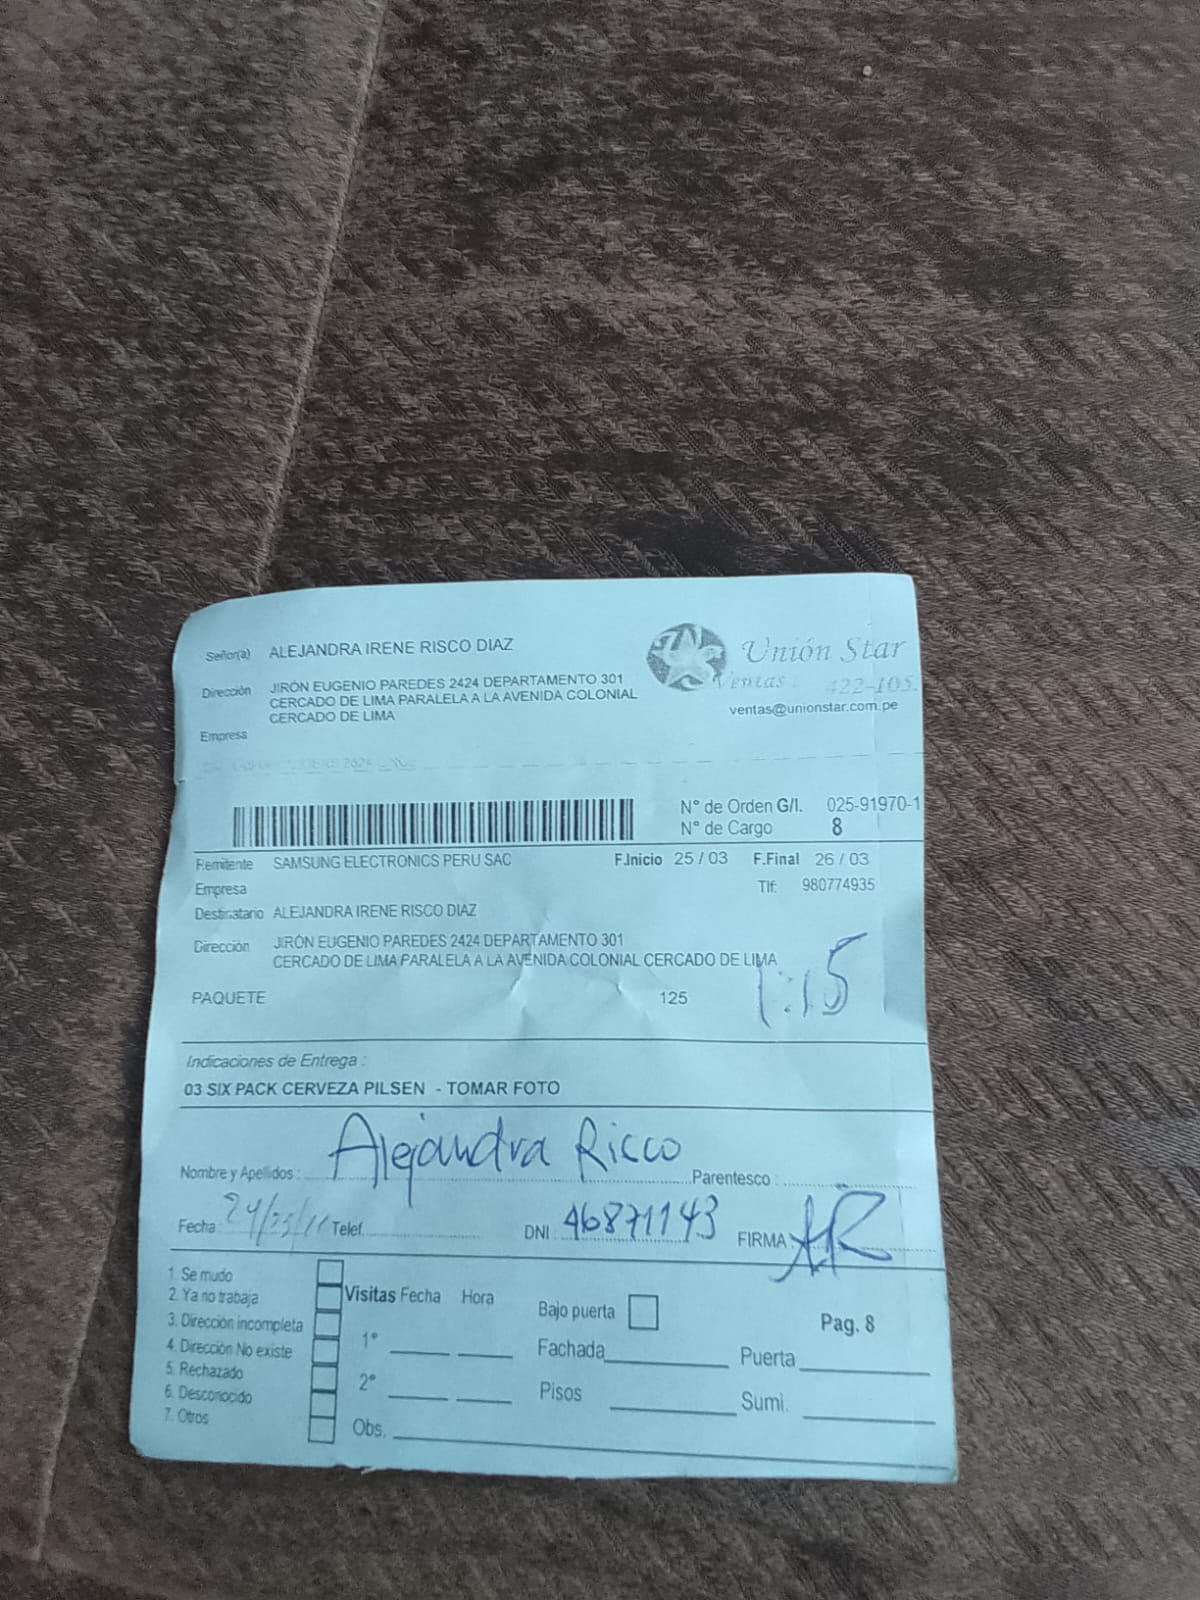 Señor(a) ALEJANDRA IRENE RISCO DIAZ
Unión Star
Dirección JIRÓN EUGENIO PAREDES 2424 DEPARTAMENTO 301
CERCADO DE LIMA PARALELA A LA AVENIDA COLONIAL
CERCADO DE LIMA
Ventas: 422-105
ventas@unionstar.com.pe
Empresa
N° de Orden G/I. 025-91970-1
N° de Cargo 8
Remitente SAMSUNG ELECTRONICS PERU SAC F.Inicio 25 / 03 F.Final 26 / 03
Empresa Tlf: 980774935
Destinatario ALEJANDRA IRENE RISCO DIAZ
Dirección JIRÓN EUGENIO PAREDES 2424 DEPARTAMENTO 301
CERCADO DE LIMA PARALELA A LA AVENIDA COLONIAL CERCADO DE LIMA
PAQUETE 125 1:15
Indicaciones de Entrega :
03 SIX PACK CERVEZA PILSEN - TOMAR FOTO
Nombre y Apellidos : Alejandra Ricco Parentesco :
Fecha: Telef. DNI : 46871143 FIRMA AR
1. Se mudo
2. Ya no trabaja
3. Dirección incompleta
4. Dirección No existe
5. Rechazado
6. Desconocido
7. Otros
Visitas Fecha Hora
1°
2°
Obs.
Bajo puerta
Pag. 8
Fachada Puerta
Pisos Sumi.